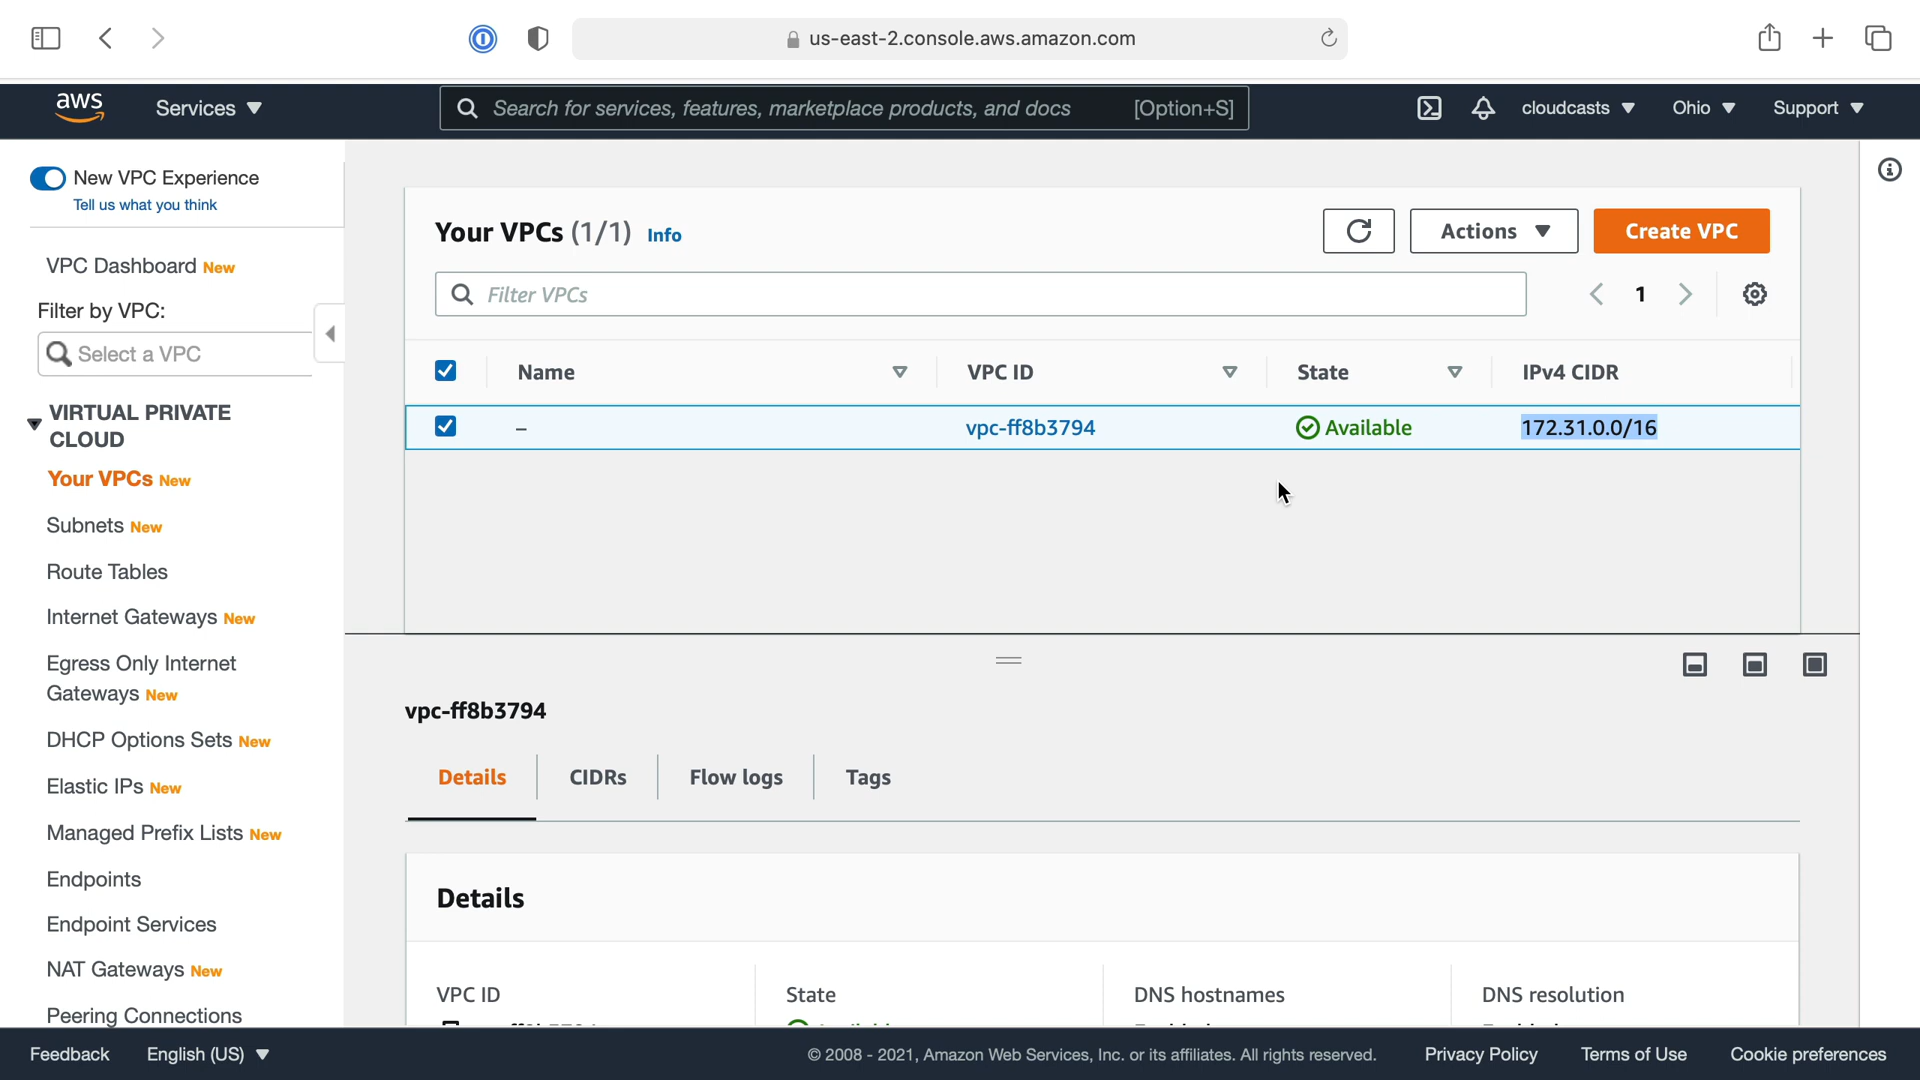 us-east-2.console.aws.amazon.com
aws
Services
Search for services, features, marketplace products, and docs [Option+S]
cloudcasts
Ohio
Support
New VPC Experience
Tell us what you think
VPC Dashboard New
Filter by VPC:
Select a VPC
VIRTUAL PRIVATE
CLOUD
Your VPCs New
Subnets New
Route Tables
Internet Gateways New
Egress Only Internet
Gateways New
DHCP Options Sets New
Elastic IPs New
Managed Prefix Lists New
Endpoints
Endpoint Services
NAT Gateways New
Peering Connections
Your VPCs (1/1) Info
Actions
Create VPC
Filter VPCs
1
Name VPC ID State IPv4 CIDR
– vpc-ff8b3794 Available 172.31.0.0/16
vpc-ff8b3794
Details CIDRs Flow logs Tags
Details
VPC ID State DNS hostnames DNS resolution
Feedback English (US) © 2008 - 2021, Amazon Web Services, Inc. or its affiliates. All rights reserved. Privacy Policy Terms of Use Cookie preferences